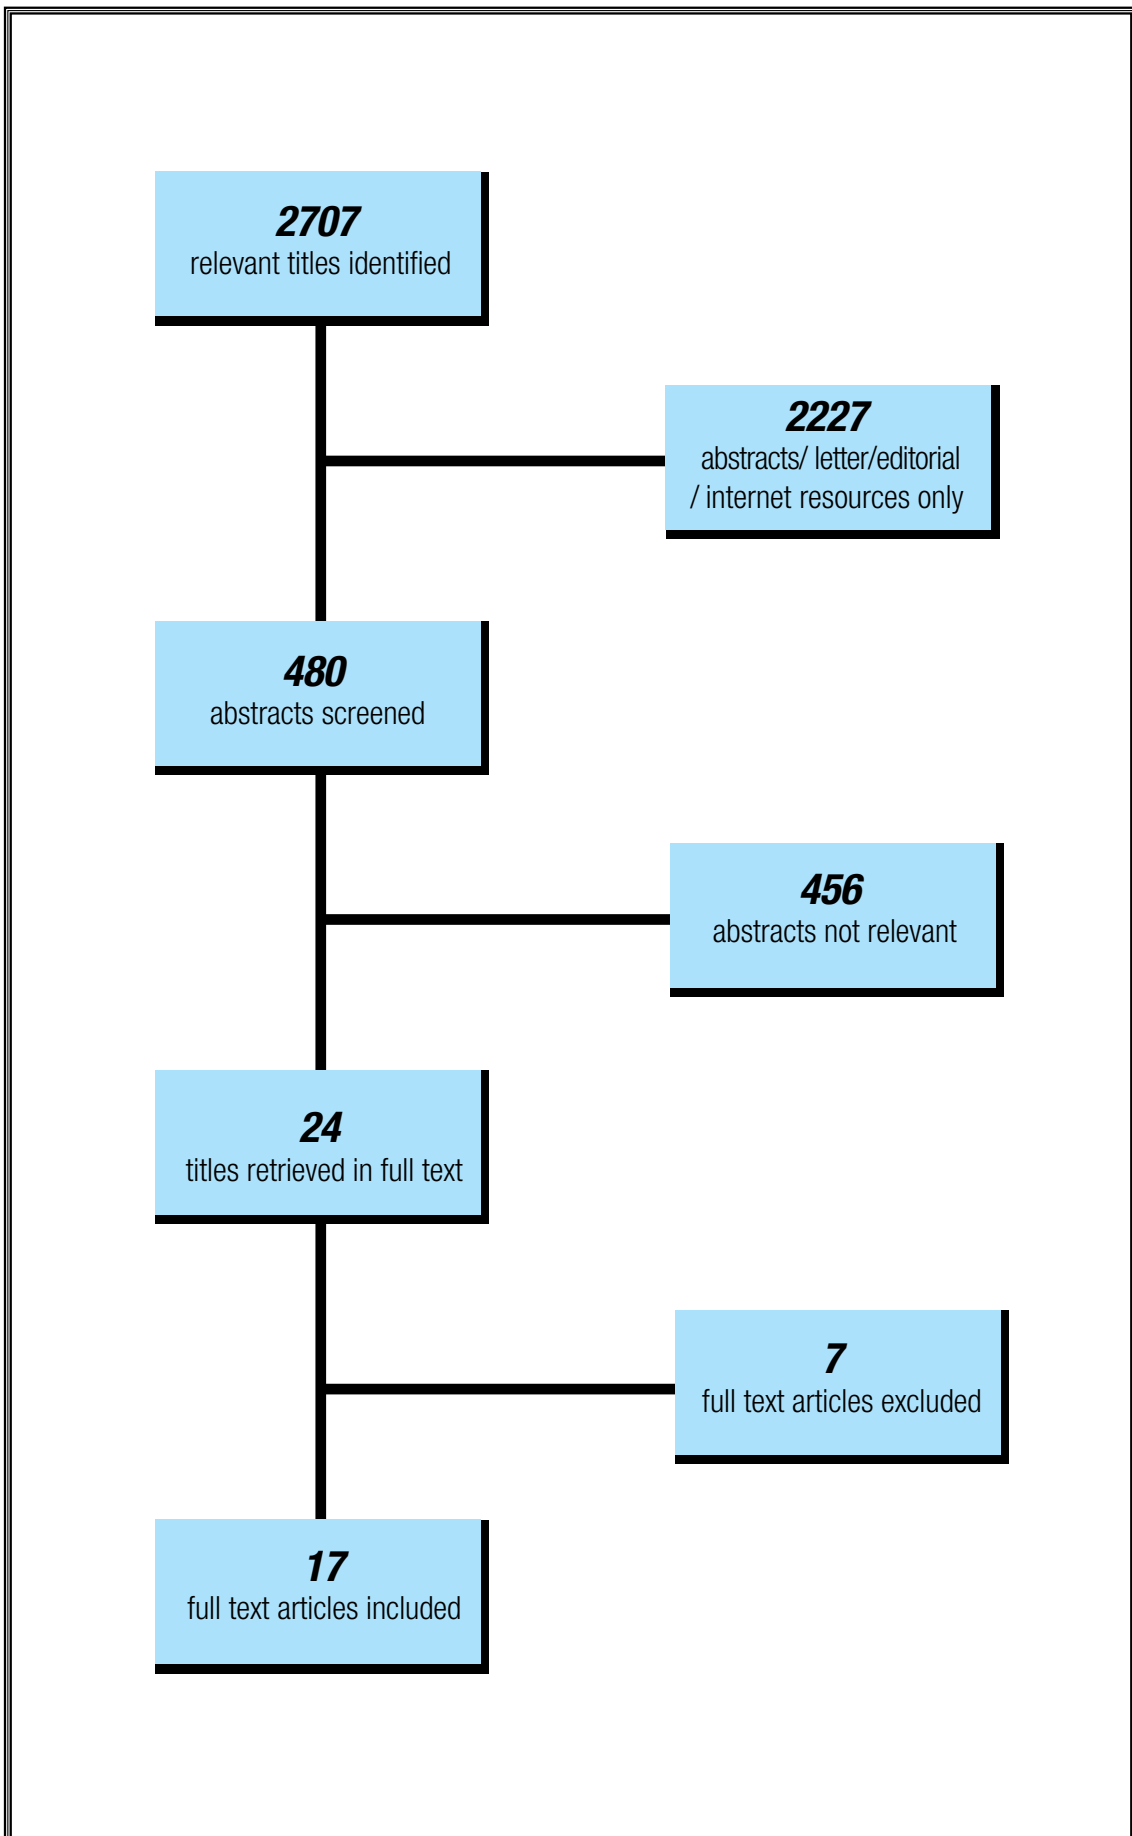 2707
relevant titles identified
2227
abstracts/ letter/editorial
/ internet resources only
480
abstracts screened
456
abstracts not relevant
24
titles retrieved in full text
7
full text articles excluded
17
full text articles included